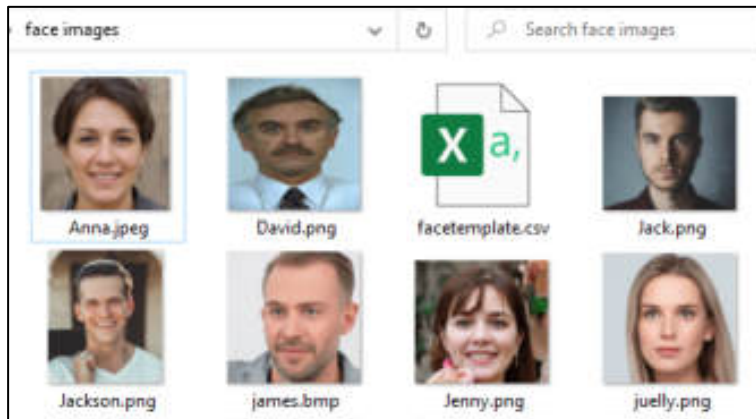 face images
Search face images
X a,
Anna.jpeg
David.png
facetemplate.csv
Jack.png
Jackson.png
james.bmp
Jenny.png
juelly.png